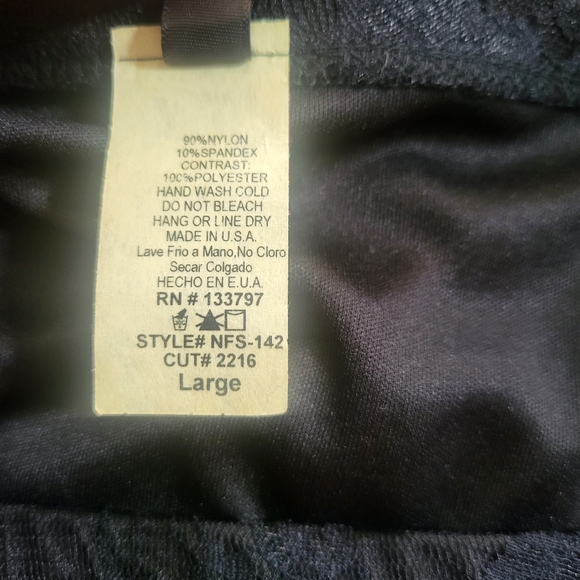 90%NYLON
10%SPANDEX
CONTRAST:
100%POLYESTER
HAND WASH COLD
DO NOT BLEACH
HANG OR LINE DRY
MADE IN U.S.A.
Lave Frio a Mano,No Cloro
Secar Colgado
HECHO EN E.U.A.
RN # 133797
STYLE# NFS-142
CUT# 2216
Large